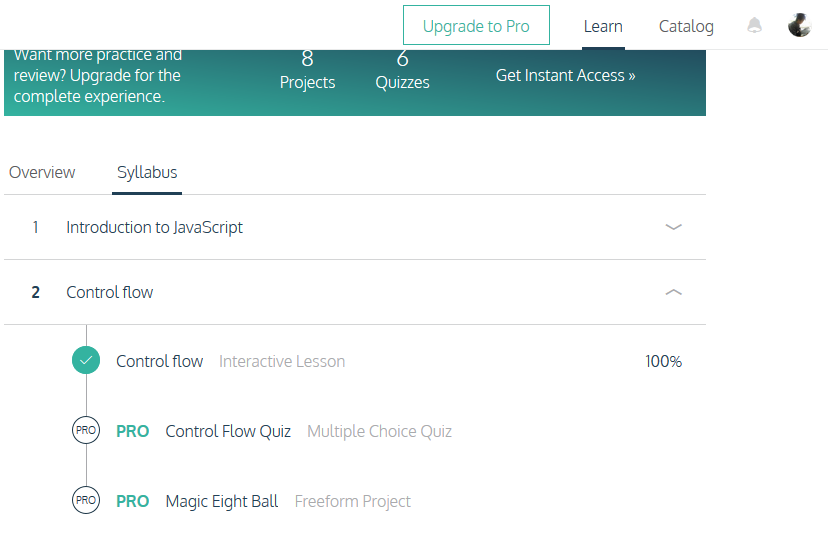 Upgrade to Pro Learn Catalog
Want more practice and
review? Upgrade for the
complete experience.
8
Projects
6
Quizzes
Get Instant Access »
Overview Syllabus
1 Introduction to JavaScript
2 Control flow
Control flow Interactive Lesson 100%
PRO PRO Control Flow Quiz Multiple Choice Quiz
PRO PRO Magic Eight Ball Freeform Project